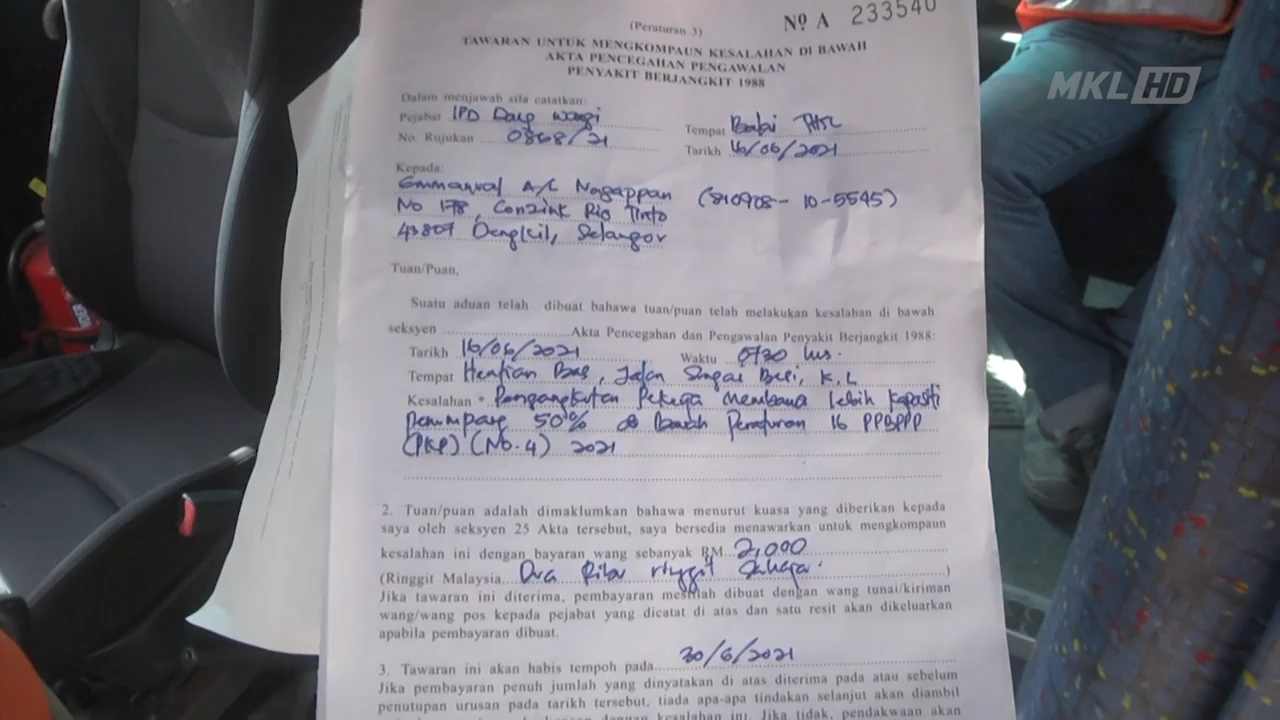 (Peraturan 3)
Nº A 233540
MKL HD
TAWARAN UNTUK MENGKOMPAUN KESALAHAN DI BAWAH
AKTA PENCEGAHAN PENGAWALAN
PENYAKIT BERJANGKIT 1988
Dalam menjawab sila catatkan:
Pejabat IPD Dang Wangi
No. Rujukan 0868/21
Tempat Balai
Tarikh 16/06/2021
Kepada:
Emmanual A/L Nagappan (810908-10-5545)
No 178, Conzink Rio Tinto
43807 Dengkil, Selangor
Tuan/Puan,
Suatu aduan telah dibuat bahawa tuan/puan telah melakukan kesalahan di bawah
seksyen ........................ Akta Pencegahan dan Pengawalan Penyakit Berjangkit 1988:
Tarikh 16/06/2021 Waktu 0730 hrs.
Tempat Hentian Bas, Jalan Sungai Besi, K.L
Kesalahan * Pengangkutan Pekerja membawa lebih kapasiti
penumpang 50% di bawah Peraturan 16 PPBPPP
(PKP) (No. 4) 2021
2. Tuan/puan adalah dimaklumkan bahawa menurut kuasa yang diberikan kepada
saya oleh seksyen 25 Akta tersebut, saya bersedia menawarkan untuk mengkompaun
kesalahan ini dengan bayaran wang sebanyak RM 2,000
(Ringgit Malaysia Dua Ribu ringgit Sahaja.)
Jika tawaran ini diterima, pembayaran mestilah dibuat dengan wang tunai/kiriman
wang/wang pos kepada pejabat yang dicatat di atas dan satu resit akan dikeluarkan
apabila pembayaran dibuat.
3. Tawaran ini akan habis tempoh pada 30/6/2021
Jika pembayaran penuh jumlah yang dinyatakan di atas diterima pada atau sebelum
penutupan urusan pada tarikh tersebut, tiada apa-apa tindakan selanjut akan diambil
kesalahan ini. Jika tidak, pendakwaan akan